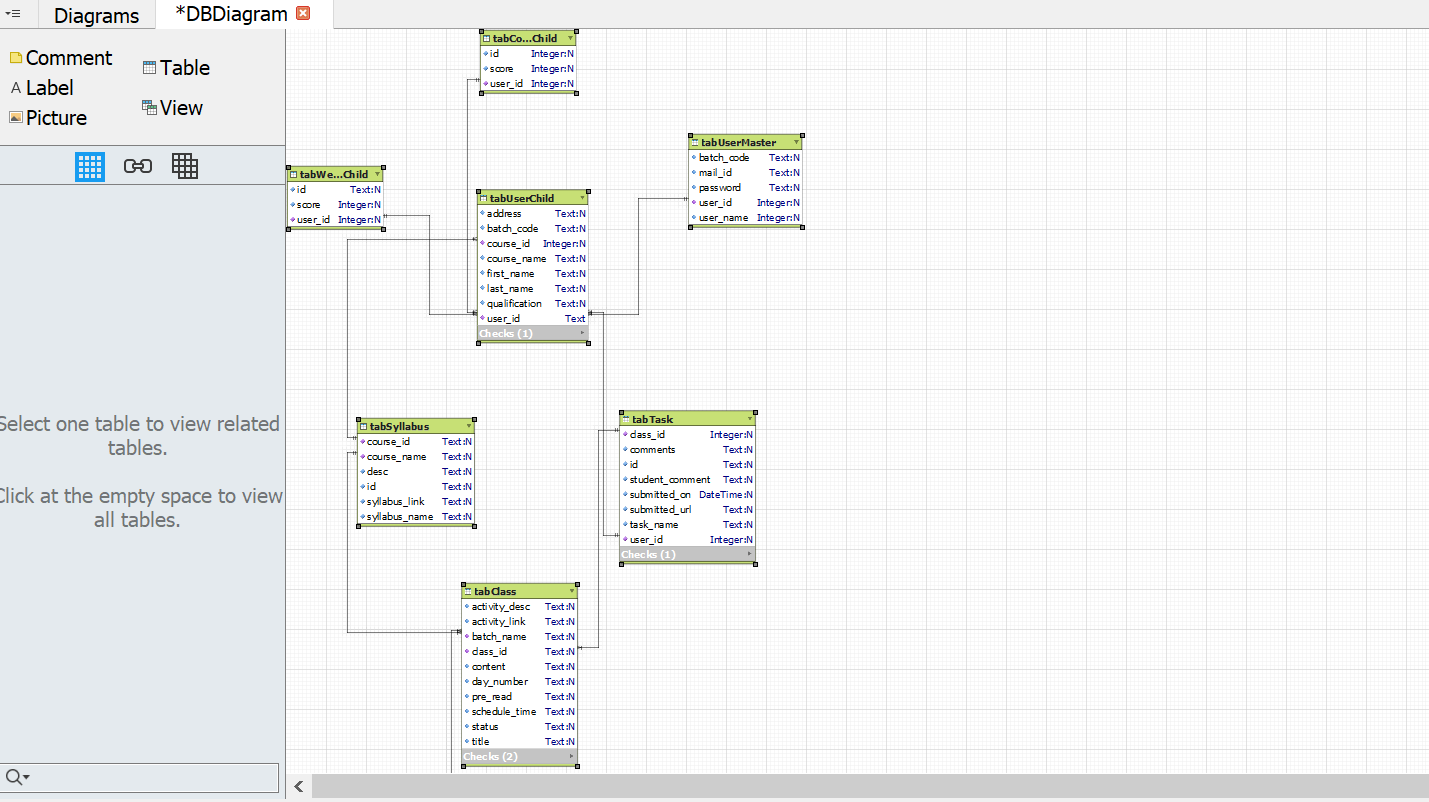 Diagrams
*DBDiagram
Comment
Table
Label
View
Picture
Select one table to view related
tables.
Click at the empty space to view
all tables.
tabCo...Child
id Integer:N
score Integer:N
user_id Integer:N
tabUserMaster
batch_code Text:N
mail_id Text:N
password Text:N
user_id Integer:N
user_name Integer:N
tabWe...Child
id Text:N
score Integer:N
user_id Integer:N
tabUserChild
address Text:N
batch_code Text:N
course_id Integer:N
course_name Text:N
first_name Text:N
last_name Text:N
qualification Text:N
user_id Text
Checks (1)
tabSyllabus
course_id Text:N
course_name Text:N
desc Text:N
id Text:N
syllabus_link Text:N
syllabus_name Text:N
tabTask
class_id Integer:N
comments Text:N
id Text:N
student_comment Text:N
submitted_on DateTime:N
submitted_url Text:N
task_name Text:N
user_id Integer:N
Checks (1)
tabClass
activity_desc Text:N
activity_link Text:N
batch_name Text:N
class_id Text:N
content Text:N
day_number Text:N
pre_read Text:N
schedule_time Text:N
status Text:N
title Text:N
Checks (2)